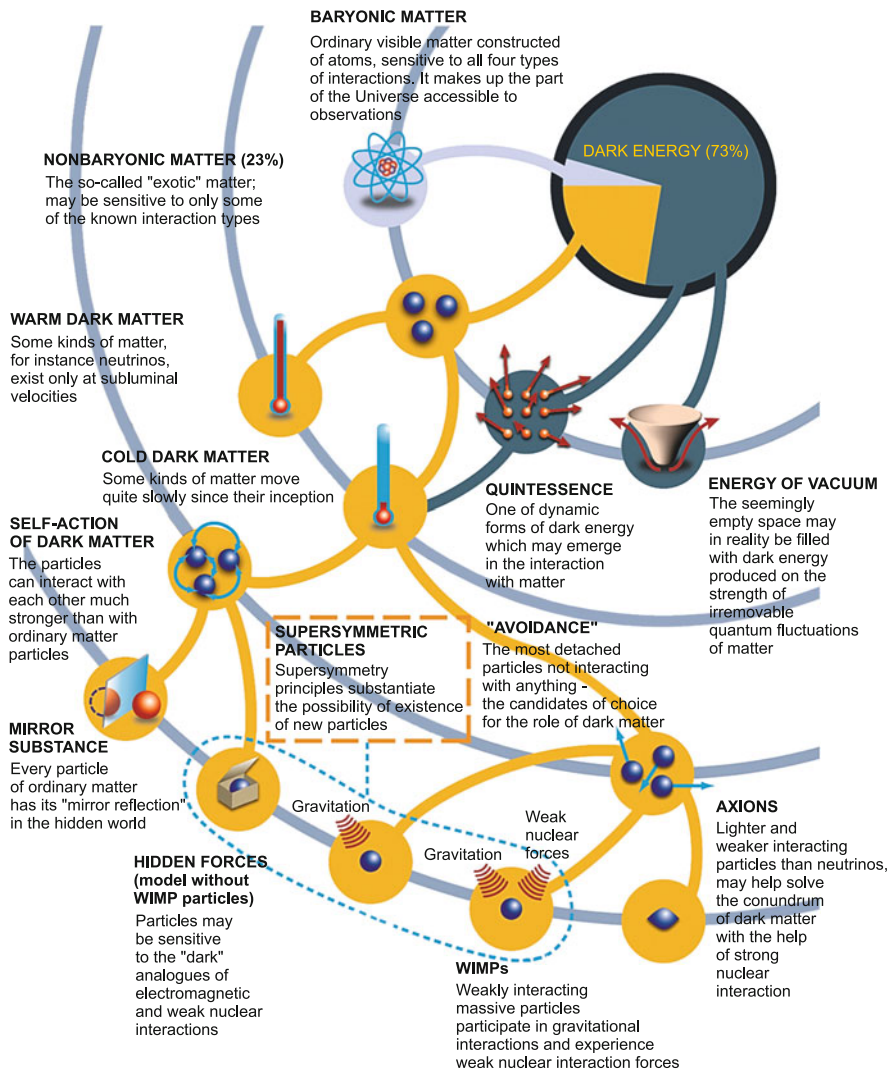 BARYONIC MATTER
Ordinary visible matter constructed
of atoms, sensitive to all four types
of interactions. It makes up the part
of the Universe accessible to
observations
DARK ENERGY (73%)
NONBARYONIC MATTER (23%)
The so-called "exotic" matter;
may be sensitive to only some
of the known interaction types
WARM DARK MATTER
Some kinds of matter,
for instance neutrinos,
exist only at subluminal
velocities
COLD DARK MATTER
Some kinds of matter move
quite slowly since their inception
QUINTESSENCE
One of dynamic
forms of dark energy
which may emerge
in the interaction
with matter
ENERGY OF VACUUM
The seemingly
empty space may
in reality be filled
with dark energy
produced on the
strength of
irremovable
quantum fluctuations
of matter
SELF-ACTION
OF DARK MATTER
The particles
can interact with
each other much
stronger than with
ordinary matter
particles
SUPERSYMMETRIC
PARTICLES
Supersymmetry
principles substantiate
the possibility of existence
of new particles
"AVOIDANCE"
The most detached
particles not interacting
with anything -
the candidates of choice
for the role of dark matter
MIRROR
SUBSTANCE
Every particle
of ordinary matter
has its "mirror reflection"
in the hidden world
Gravitation
Gravitation
Weak
nuclear
forces
AXIONS
Lighter and
weaker interacting
particles than neutrinos,
may help solve
the conundrum
of dark matter
with the help
of strong
nuclear
interaction
HIDDEN FORCES
(model without
WIMP particles)
Particles may
be sensitive
to the "dark"
analogues of
electromagnetic
and weak nuclear
interactions
WIMPs
Weakly interacting
massive particles
participate in gravitational
interactions and experience
weak nuclear interaction forces